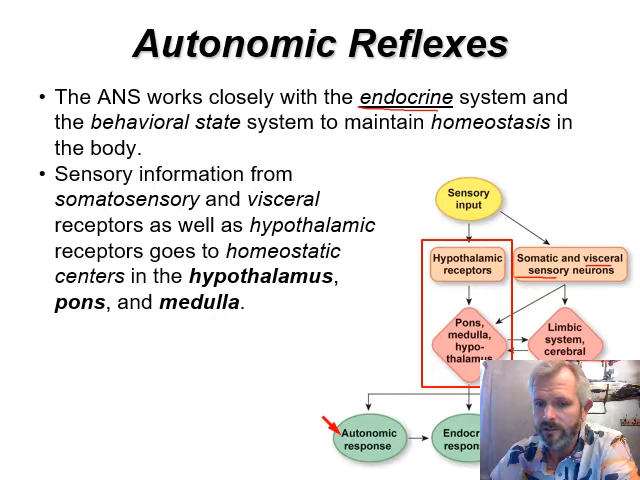 Autonomic Reflexes
• The ANS works closely with the endocrine system and
the behavioral state system to maintain homeostasis in
the body.
• Sensory information from
somatosensory and visceral
receptors as well as hypothalamic
receptors goes to homeostatic
centers in the hypothalamus,
pons, and medulla.
Sensory
input
Hypothalamic
receptors
Somatic and visceral
sensory neurons
Pons,
medulla,
hypo-
thalamus
Limbic
system,
cerebral
Autonomic
response